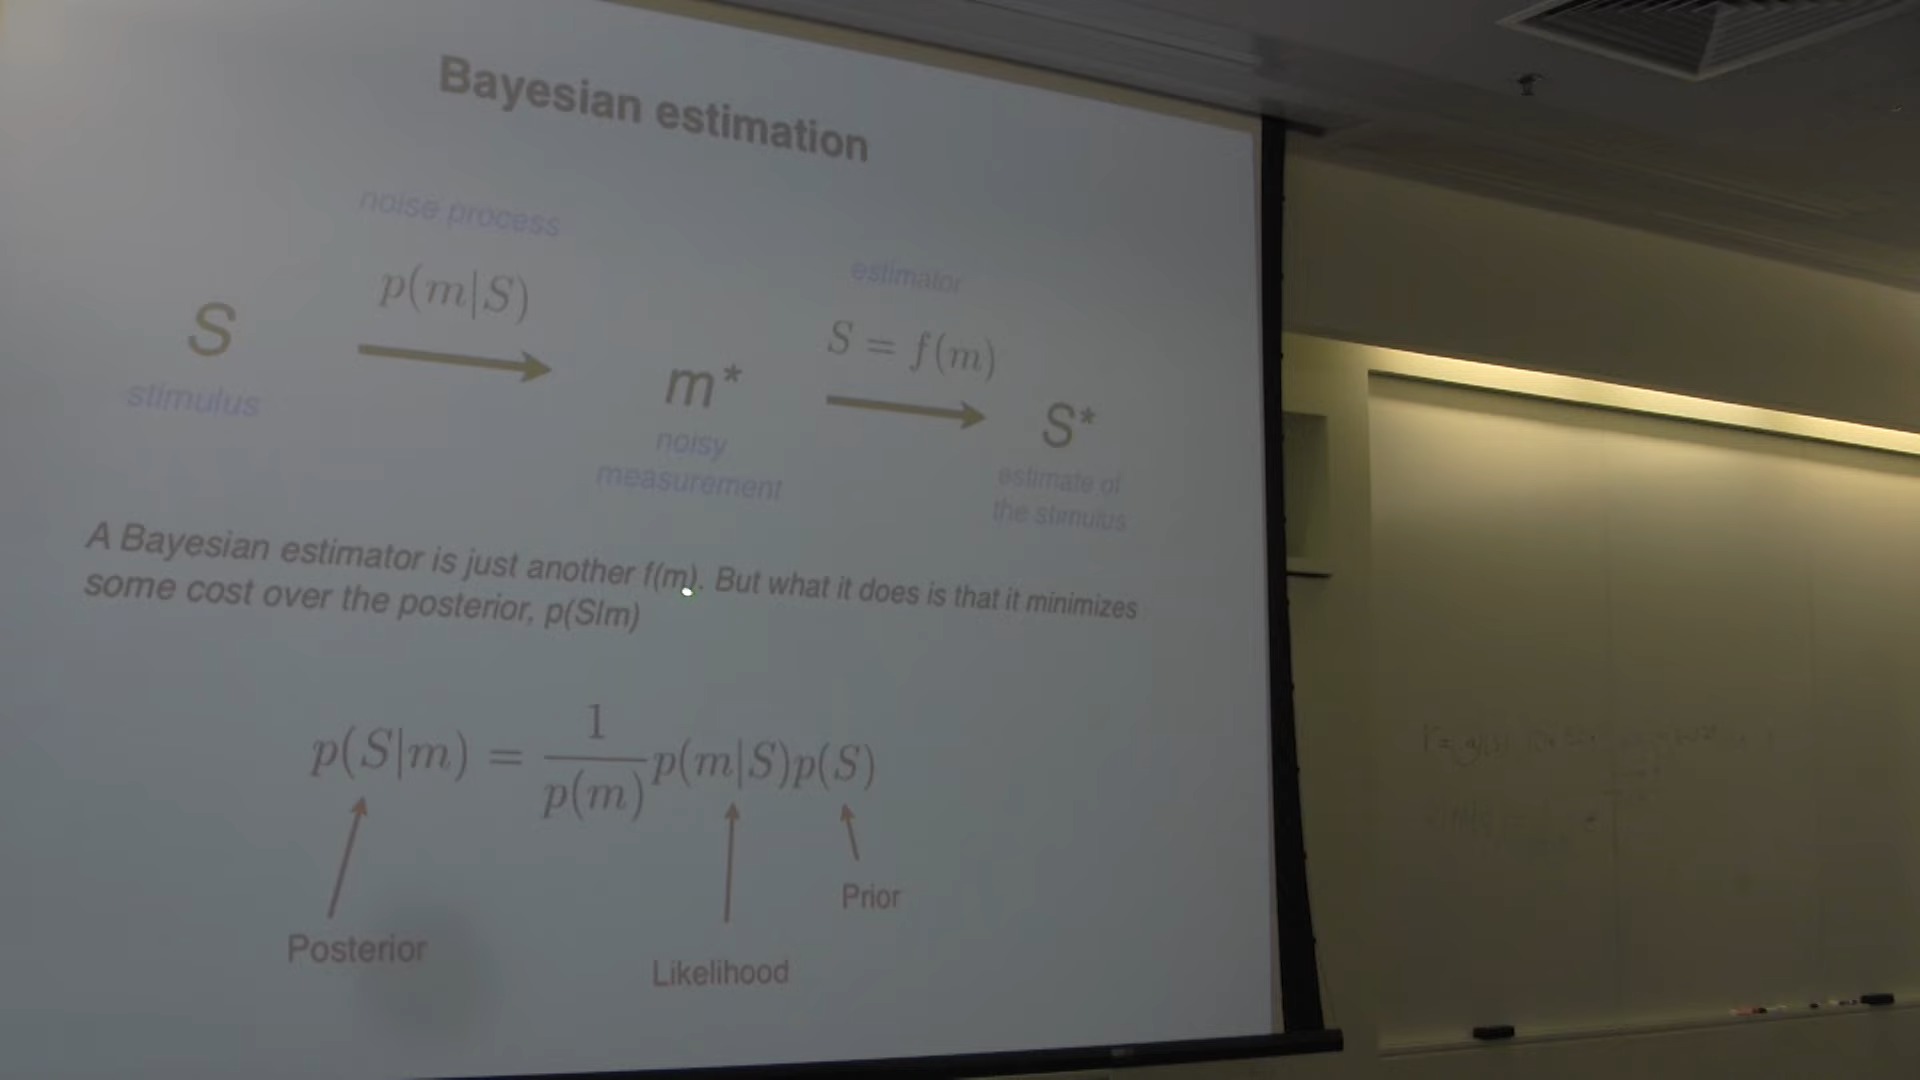 Bayesian estimation
noise process
p(m|S)
estimator
S = f(m)
S
m*
S*
stimulus
noisy
measurement
estimate of
the stimulus
A Bayesian estimator is just another f(m). But what it does is that it minimizes
some cost over the posterior, p(S|m)
p(S|m) = 1/p(m) p(m|S)p(S)
Posterior
Likelihood
Prior